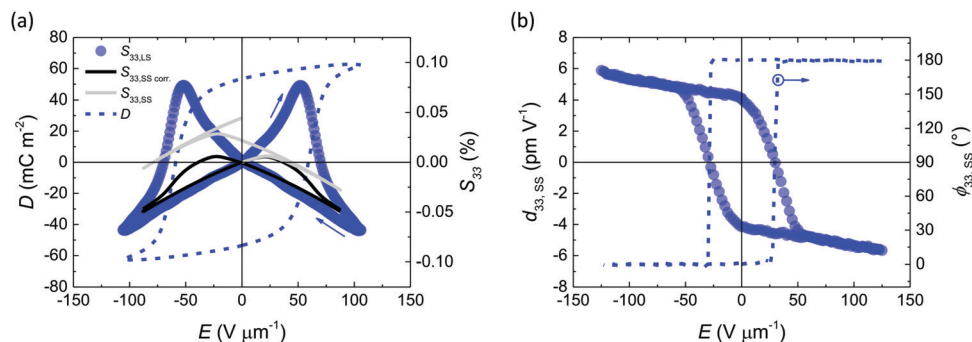 (a)
80
60
40
20
0
-20
-40
-60
-80
D (mC m⁻²)
S₃₃,LS
S₃₃,SS corr.
S₃₃,SS
D
0.10
0.05
0.00
-0.05
-0.10
S₃₃ (%)
-150 -100 -50 0 50 100 150
E (V µm⁻¹)
(b)
8
6
4
2
0
-2
-4
-6
-8
d₃₃,SS (pm V⁻¹)
180
150
120
90
60
30
0
ϕ₃₃,SS (°)
-150 -100 -50 0 50 100 150
E (V µm⁻¹)